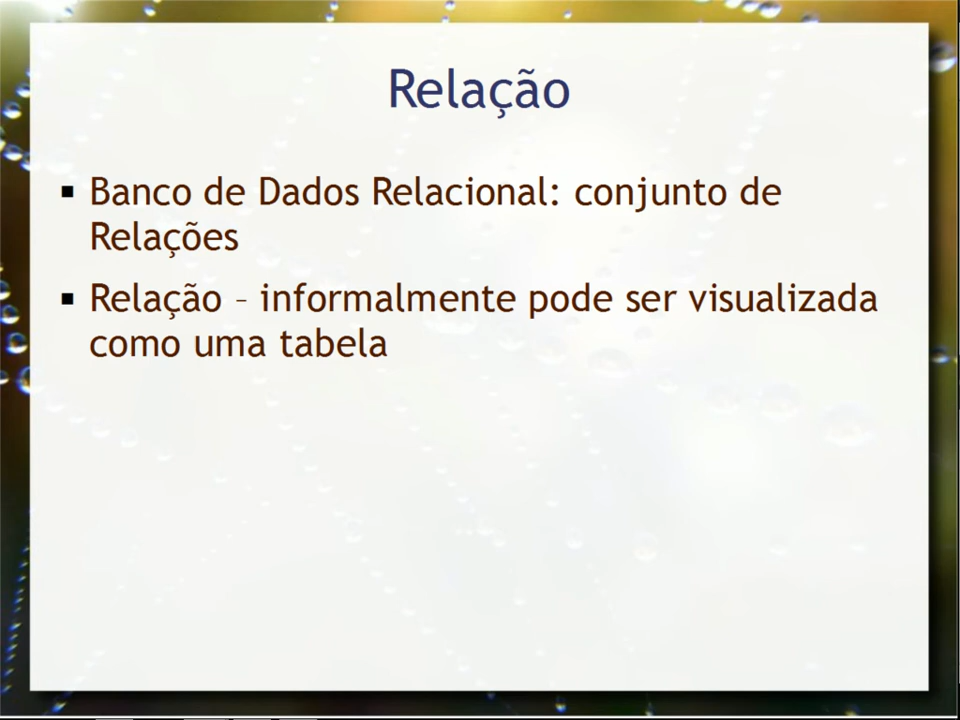 Relação
▪ Banco de Dados Relacional: conjunto de
Relações
▪ Relação – informalmente pode ser visualizada
como uma tabela